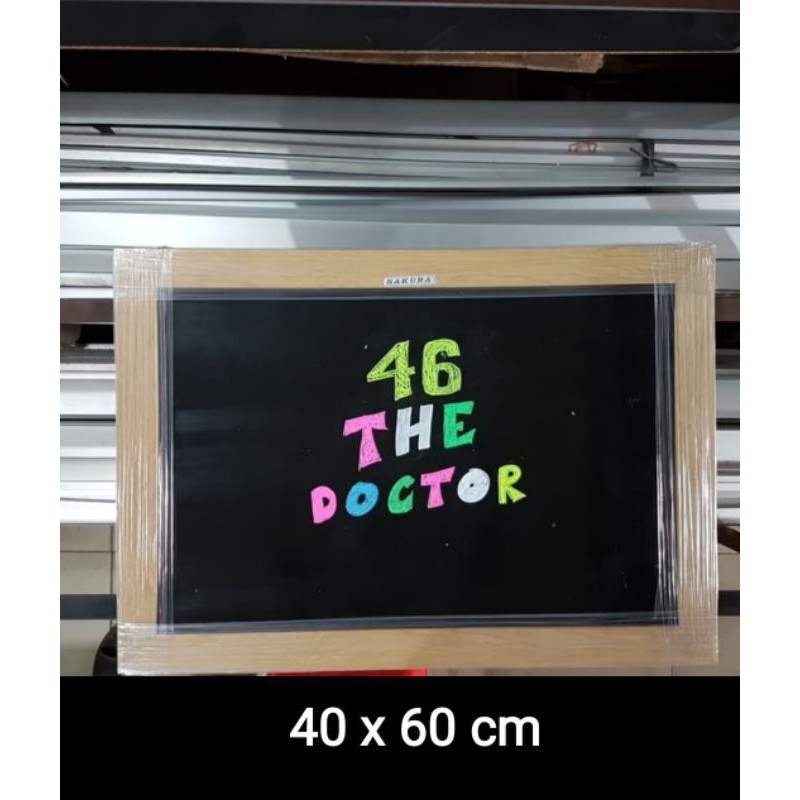 SAKURA
46
THE
DOCTOR
40 x 60 cm